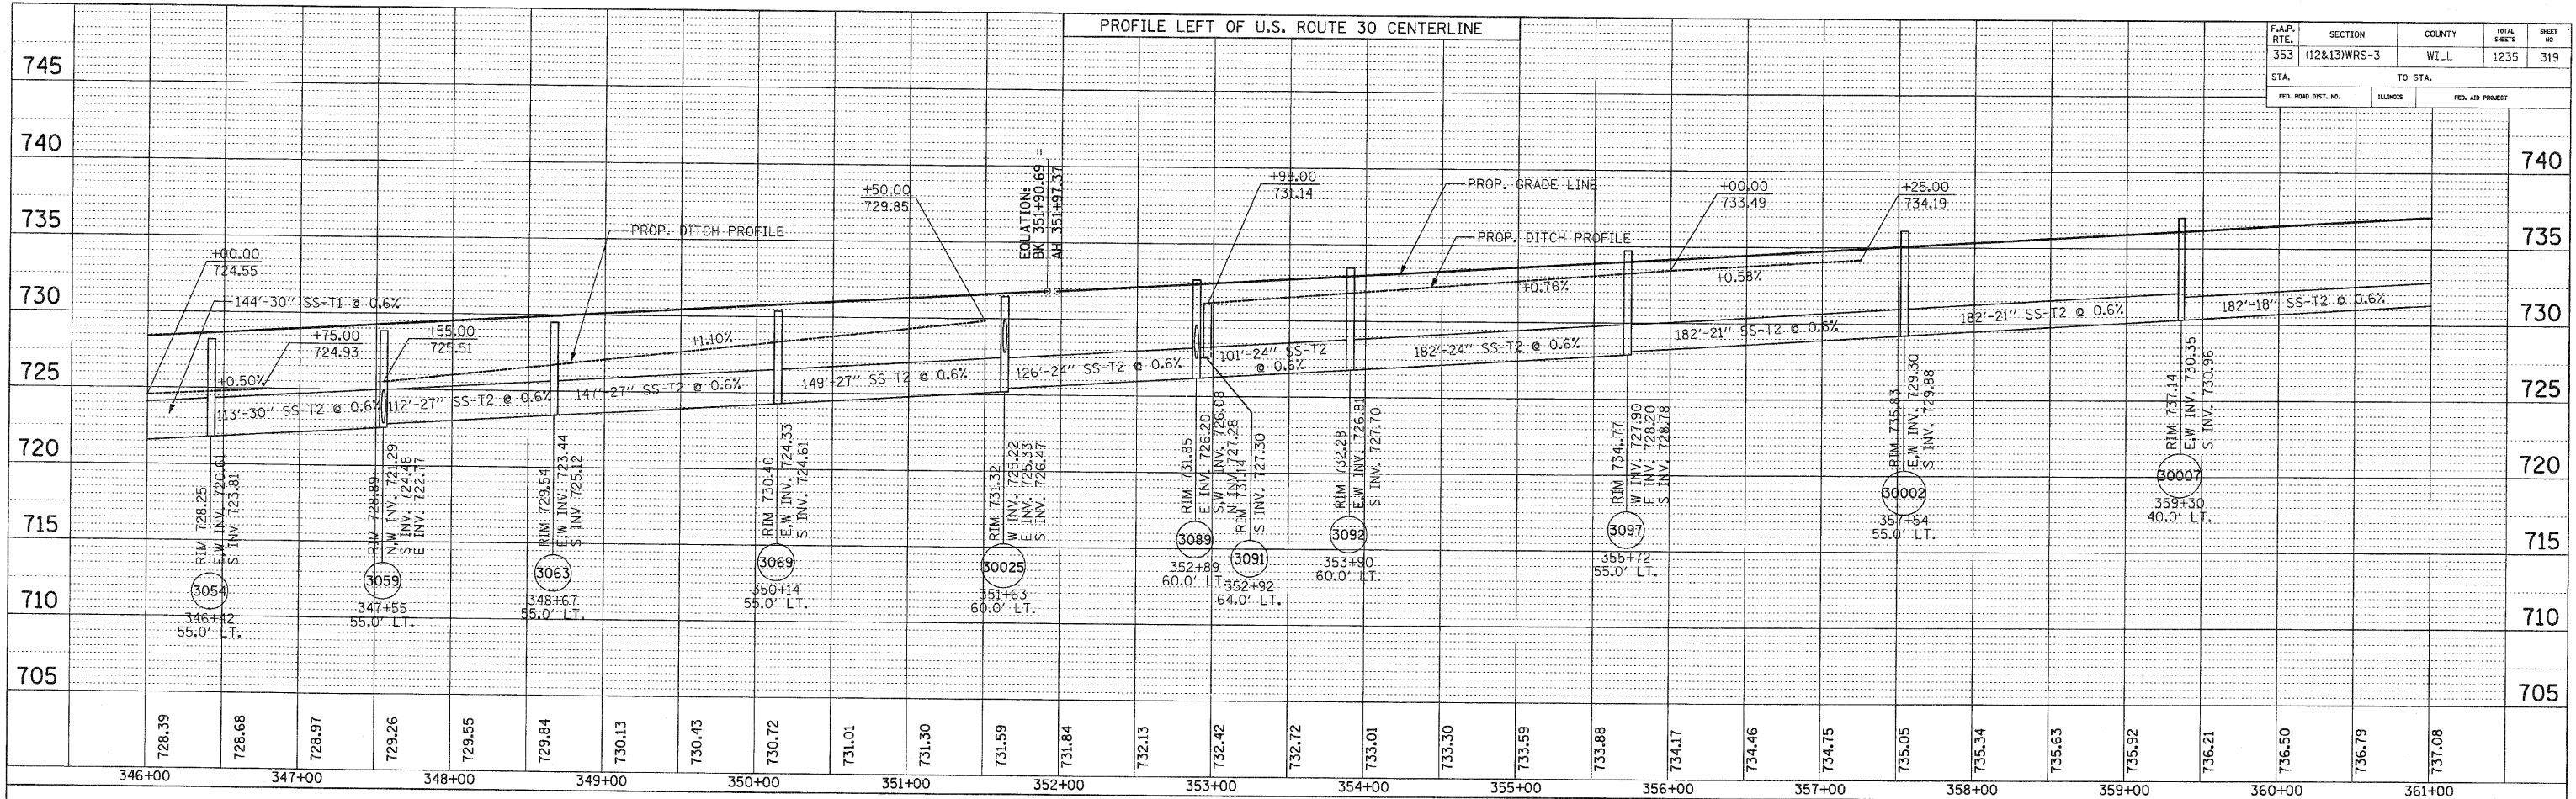 PROFILE LEFT OF U.S. ROUTE 30 CENTERLINE
F.A.P. RTE. SECTION COUNTY TOTAL SHEETS SHEET NO
353 (12&13)WRS-3 WILL 1235 319
STA. TO STA.
FED. ROAD DIST. NO. ILLINOIS FED. AID PROJECT
745
740 740
735 735
730 730
725 725
720 720
715 715
710 710
705 705
+00.00
724.55
144'-30" SS-T1 @ 0.6%
+75.00
724.93
+0.50%
+55.00
725.51
PROP. DITCH PROFILE
+1.10%
+50.00
729.85
EQUATION:
BK 351+90.69 =
AH 351+97.37
+98.00
731.14
PROP. GRADE LINE
PROP. DITCH PROFILE
+0.76%
+00.00
733.49
+0.58%
+25.00
734.19
113'-30" SS-T2 @ 0.6%
112'-27" SS-T2 @ 0.6%
147'-27" SS-T2 @ 0.6%
149'-27" SS-T2 @ 0.6%
126'-24" SS-T2 @ 0.6%
101'-24" SS-T2
@ 0.6%
182'-24" SS-T2 @ 0.6%
182'-21" SS-T2 @ 0.6%
182'-21" SS-T2 @ 0.6%
182'-18" SS-T2 @ 0.6%
RIM 728.25
E,W INV. 720.61
S INV 723.81
3054
346+42
55.0' LT.
RIM 728.89
N,W INV. 721.29
S INV. 724.48
E INV. 722.77
3059
347+55
55.0' LT.
RIM 729.54
E,W INV. 723.44
S INV. 725.12
3063
348+67
55.0' LT.
RIM 730.40
E,W INV. 724.33
S INV. 724.61
3069
350+14
55.0' LT.
RIM 731.32
W INV. 725.22
E INV. 725.33
S INV. 726.47
30025
351+63
60.0' LT.
RIM 731.85
E INV. 726.20
S,W INV. 726.08
N INV. 727.28
3089
352+89
60.0' LT.
RIM 731.14
S INV. 727.30
3091
352+92
64.0' LT.
RIM 732.28
E,W INV. 726.81
S INV. 727.70
3092
353+90
60.0' LT.
RIM 734..77
W INV. 727.90
E INV. 728.20
S INV. 728.78
3097
355+72
55.0' LT.
RIM 735.83
E,W INV. 729.30
S INV. 729.88
30002
357+54
55.0' LT.
RIM 737.14
E,W INV. 730.35
S INV. 730.96
30007
359+30
40.0' LT.
728.39 728.68 728.97 729.26 729.55 729.84 730.13 730.43 730.72 731.01 731.30 731.59 731.84 732.13 732.42 732.72 733.01 733.30 733.59 733.88 734.17 734.46 734.75 735.05 735.34 735.63 735.92 736.21 736.50 736.79 737.08
346+00 347+00 348+00 349+00 350+00 351+00 352+00 353+00 354+00 355+00 356+00 357+00 358+00 359+00 360+00 361+00